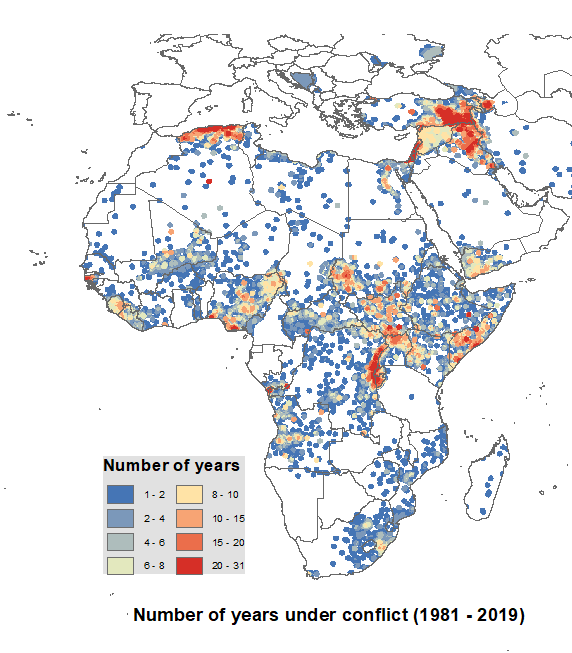 Number of years
1 - 2 8 - 10
2 - 4 10 - 15
4 - 6 15 - 20
6 - 8 20 - 31
Number of years under conflict (1981 - 2019)